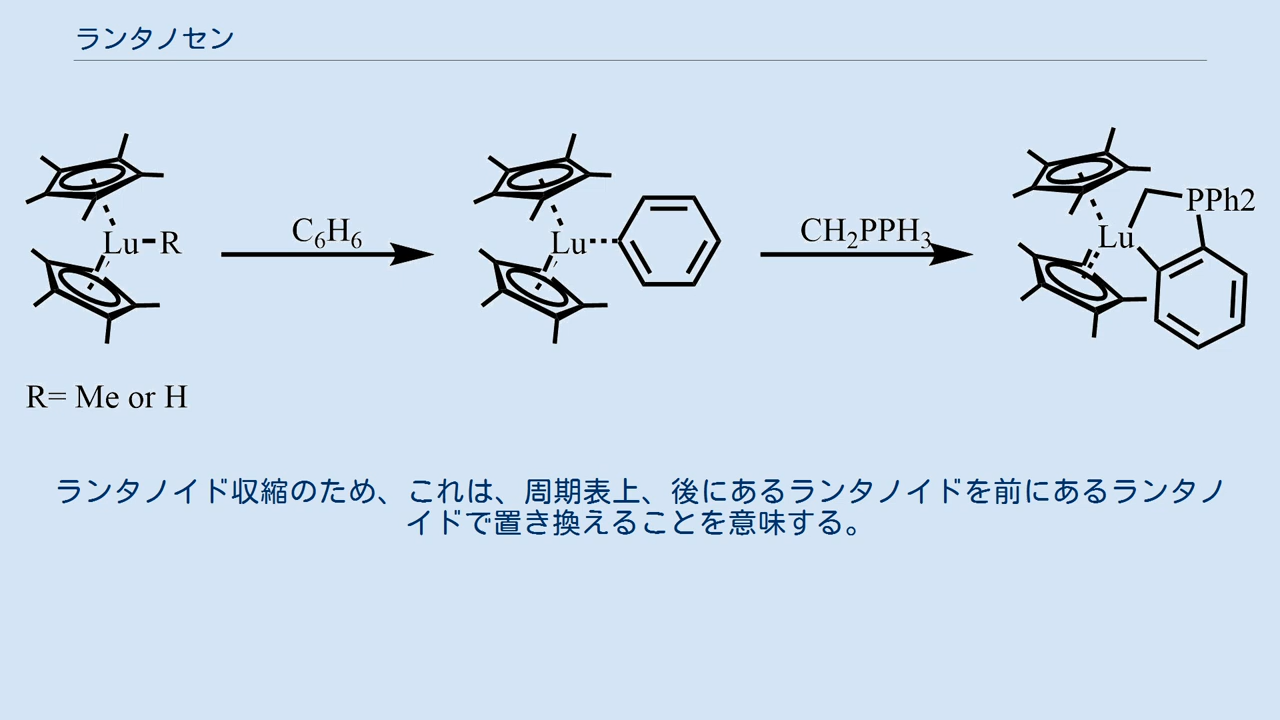 ランタノセン
Lu R
C6H6
Lu
CH2PPH3
Lu
PPh2
R= Me or H
ランタノイド収縮のため、これは、周期表上、後にあるランタノイドを前にあるランタノ
イドで置き換えることを意味する。